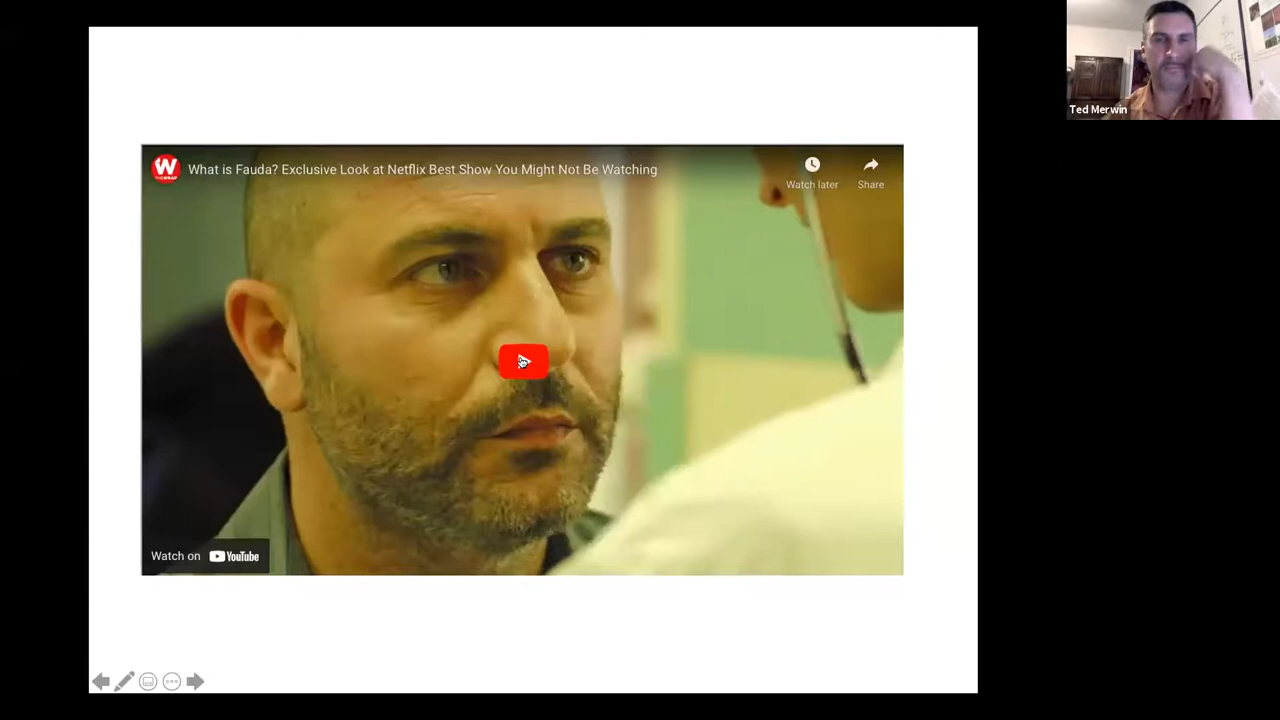 W
THEWRAP
What is Fauda? Exclusive Look at Netflix Best Show You Might Not Be Watching
Watch later
Share
Watch on YouTube
Ted Merwin